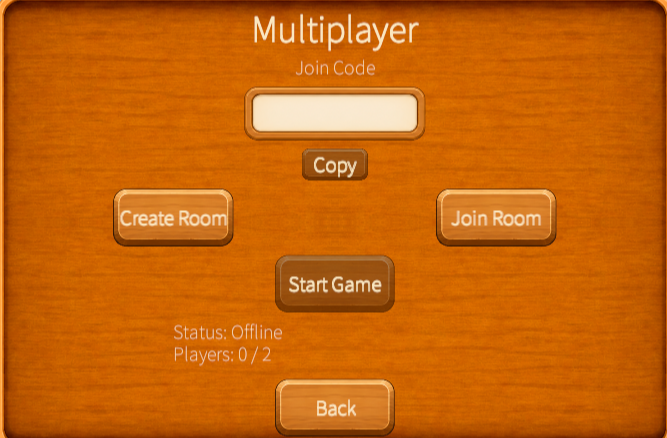 Multiplayer
Join Code
Copy
Create Room
Join Room
Start Game
Status: Offline
Players: 0 / 2
Back